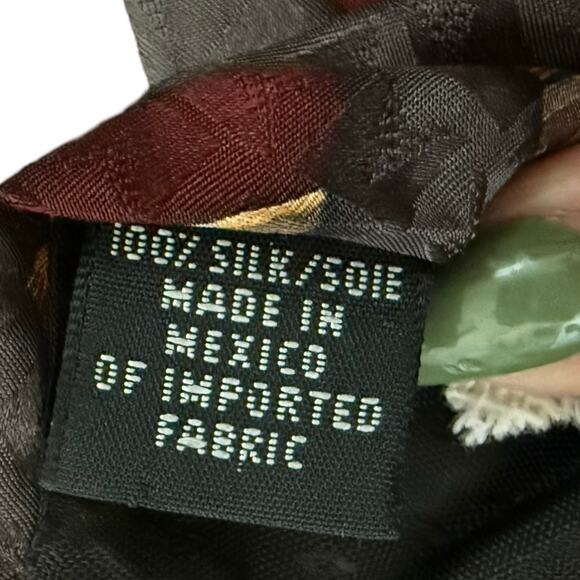 100% SILK/SOIE
MADE IN
MEXICO
OF IMPORTED
FABRIC